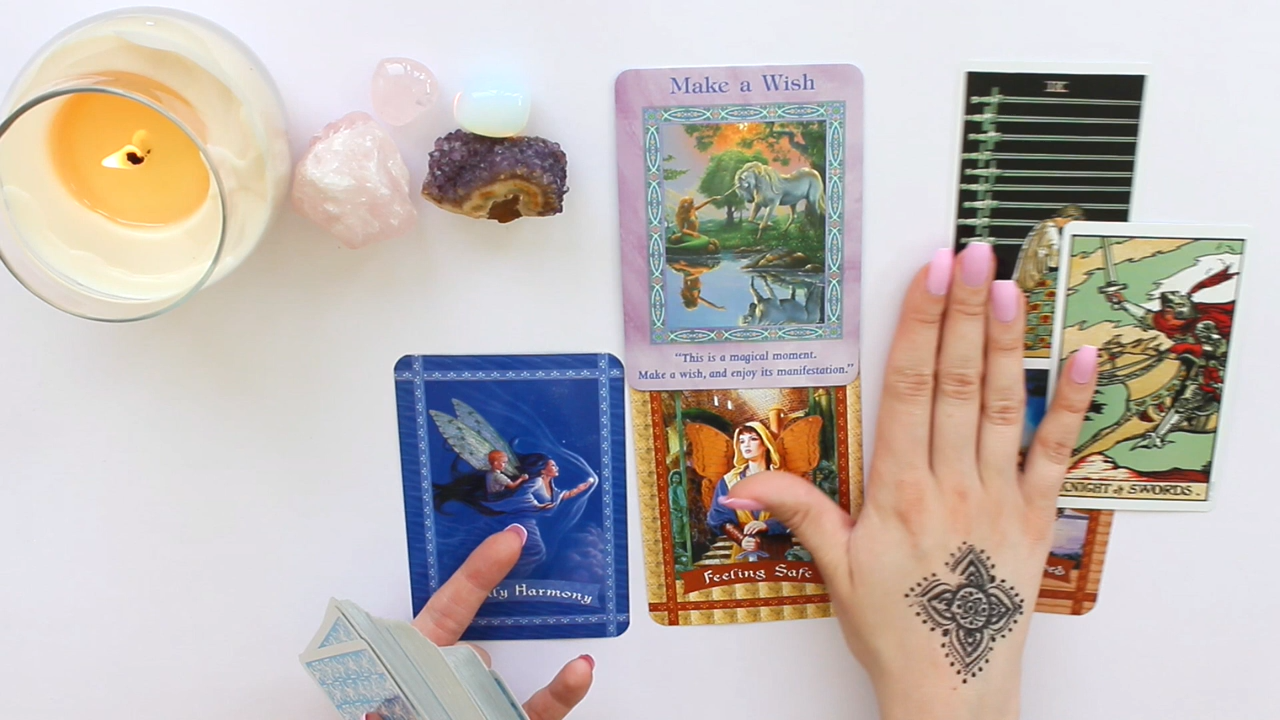 Make a Wish
"This is a magical moment.
Make a wish, and enjoy its manifestation."
Harmony
Feeling Safe
KNIGHT of SWORDS.